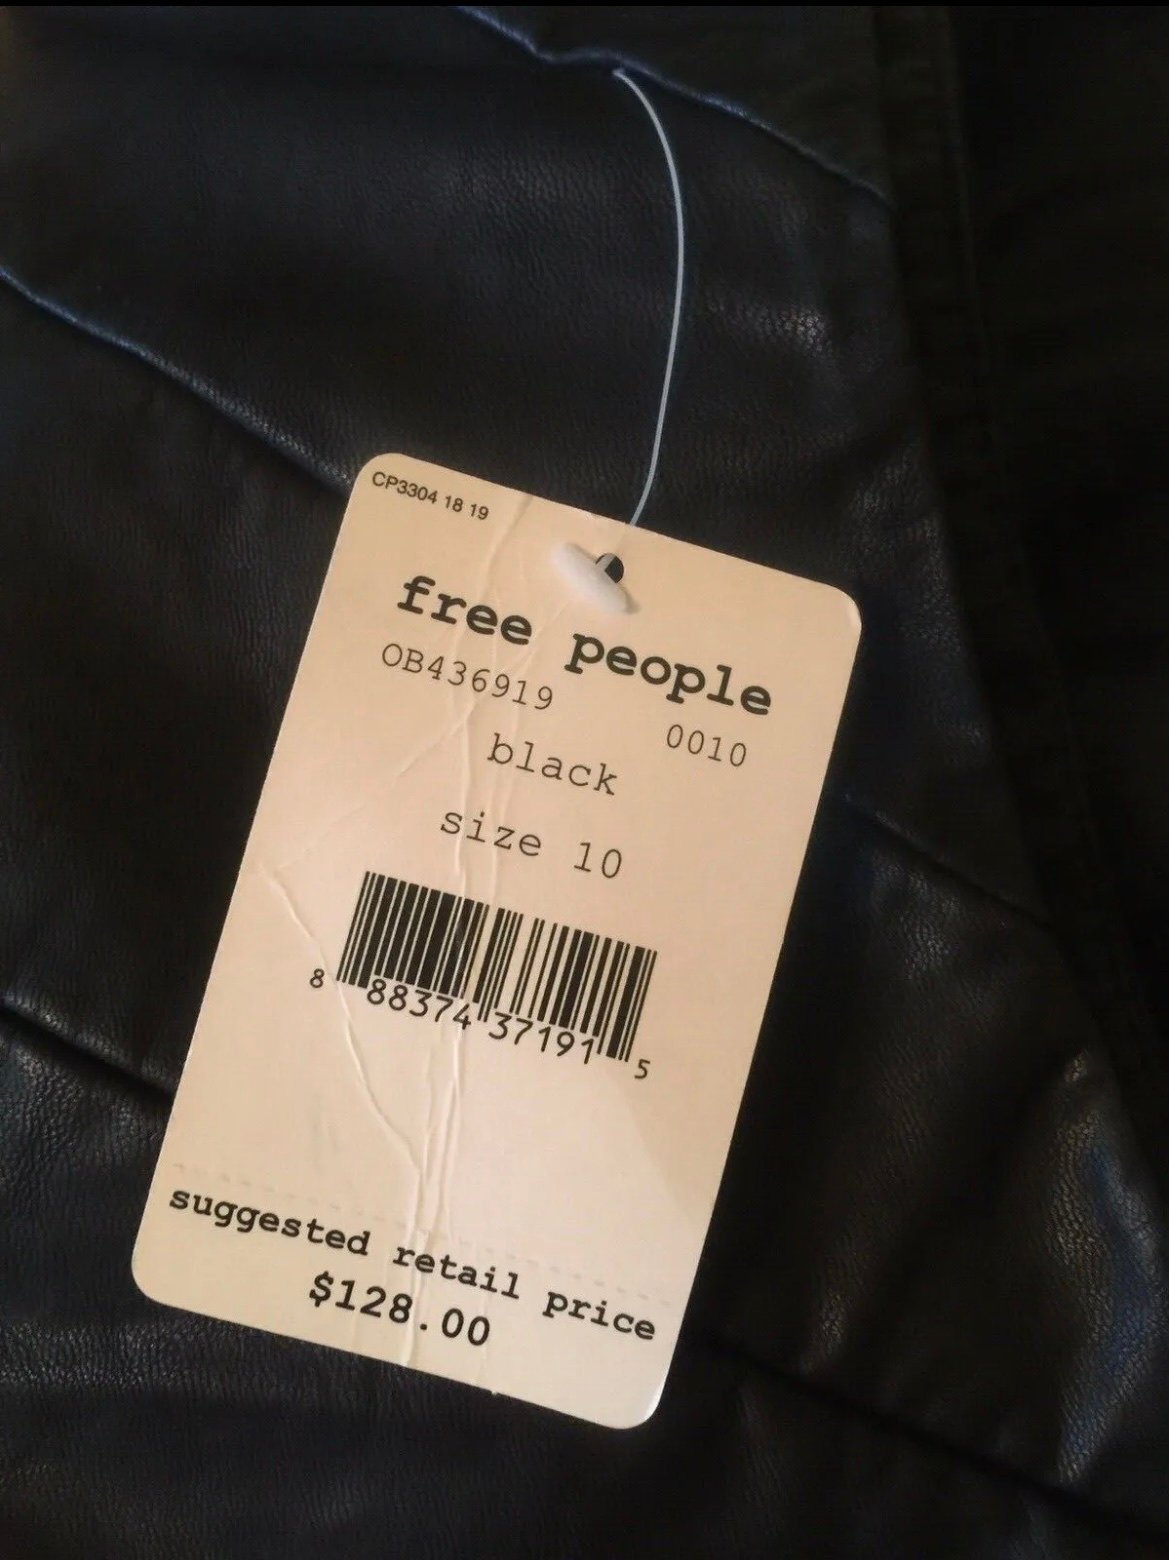 CP3304 18 19
free people
OB436919 0010
black
size 10
8 88374 37191 5
suggested retail price
$128.00